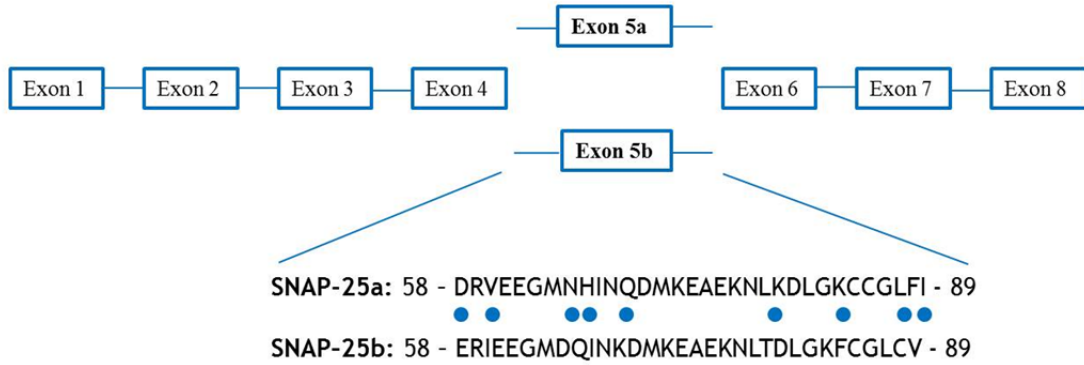 Exon 5a
Exon 1 Exon 2 Exon 3 Exon 4 Exon 6 Exon 7 Exon 8
Exon 5b
SNAP-25a: 58 - DRVEEGMNHINQDMKEAEKNLKDLGKCCGLFI - 89
SNAP-25b: 58 - ERIEEGMDQINKDMKEAEKNLTDLGKFCGLCV - 89